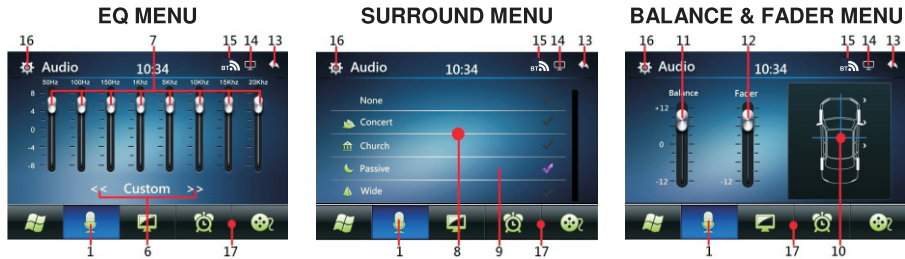 EQ MENU
16 7 15 14 13
Audio 10:34 BT
50Hz 100Hz 150Hz 1Khz 5Khz 10Khz 15Khz 20Khz
8
4
0
-4
-8
<< Custom >>
1 6 17
SURROUND MENU
16 15 14 13
Audio 10:34 BT
None
Concert
Church
Passive
Wide
1 8 9 17
BALANCE & FADER MENU
16 11 12 15 14 13
Audio 10:34 BT
Balance Fader
+12 +12
0 0
-12 -12
1 17 10